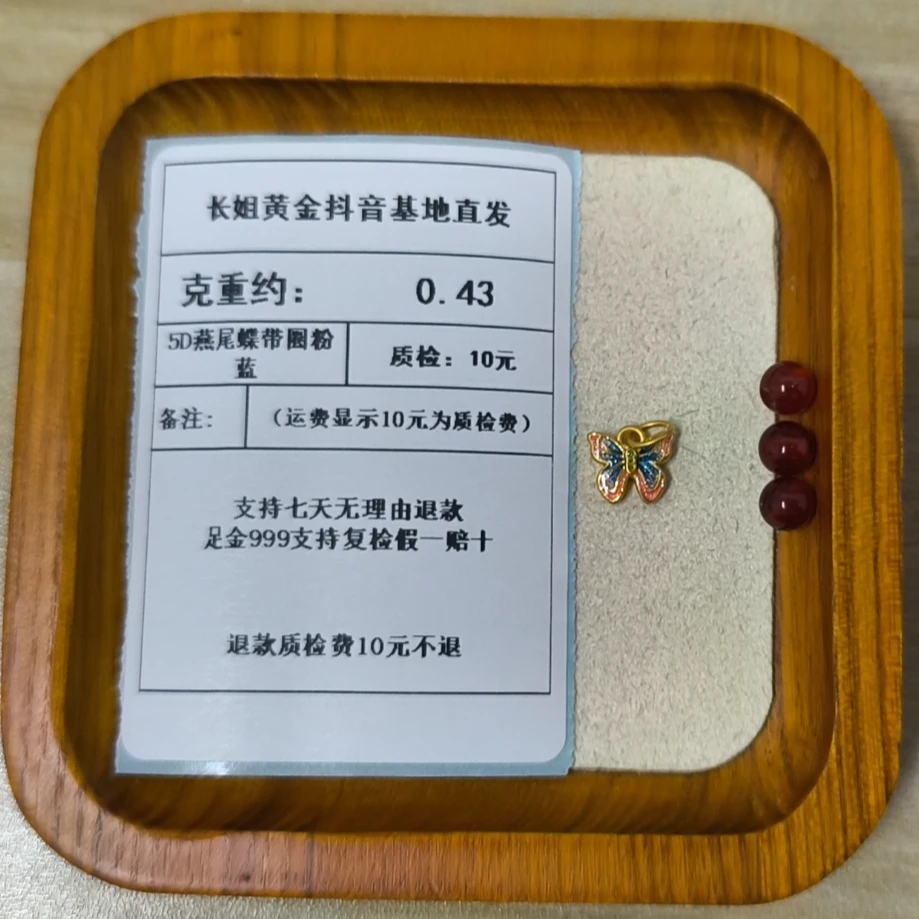 长姐黄金抖音基地直发
克重约： 0.43
5D燕尾蝶带圈粉
蓝
质检：10元
备注：
（运费显示10元为质检费）
支持七天无理由退款
足金999支持复检假一赔十
退款质检费10元不退